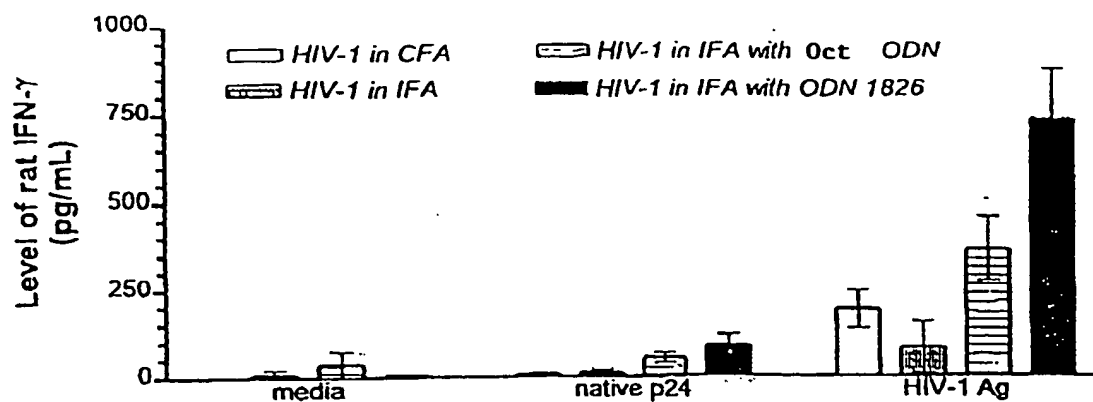 1000
750
500
250
0
Level of rat IFN-γ
(pg/mL)
HIV-1 in CFA
HIV-1 in IFA
HIV-1 in IFA with Oct ODN
HIV-1 in IFA with ODN 1826
media
native p24
HIV-1 Ag